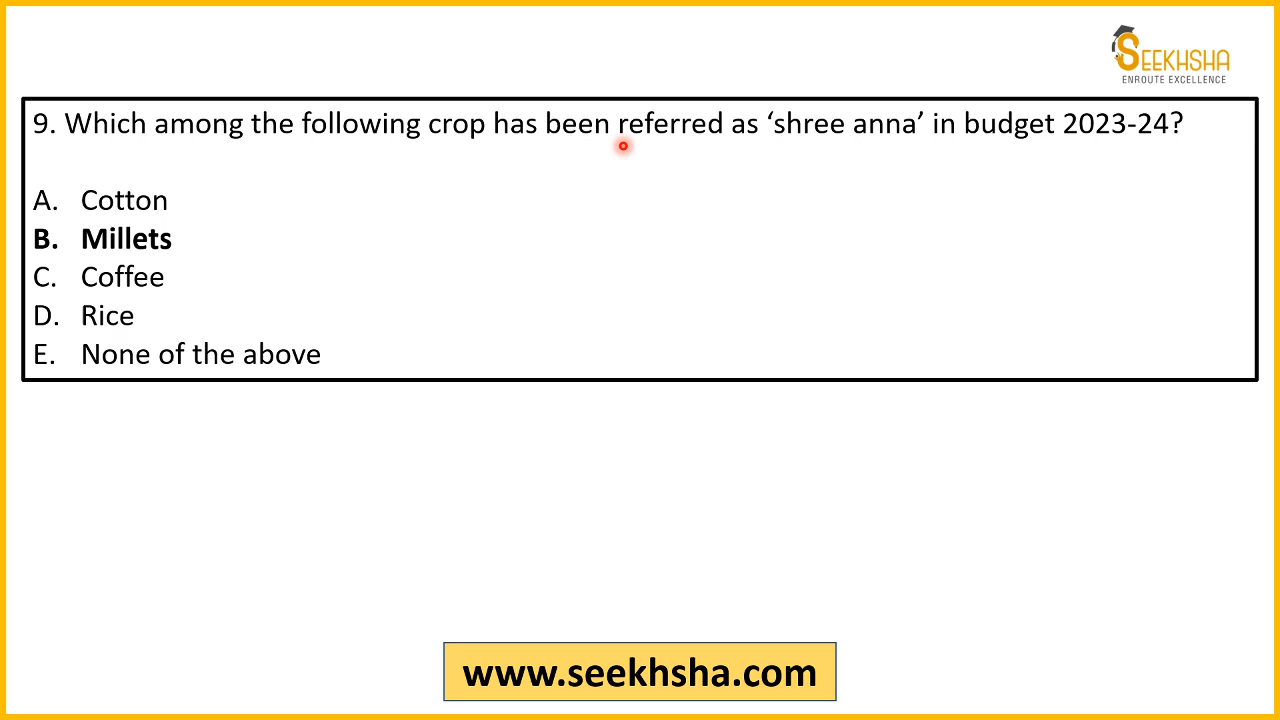 SEEKHSHA
ENROUTE EXCELLENCE
9. Which among the following crop has been referred as ‘shree anna’ in budget 2023-24?
A. Cotton
B. Millets
C. Coffee
D. Rice
E. None of the above
www.seekhsha.com